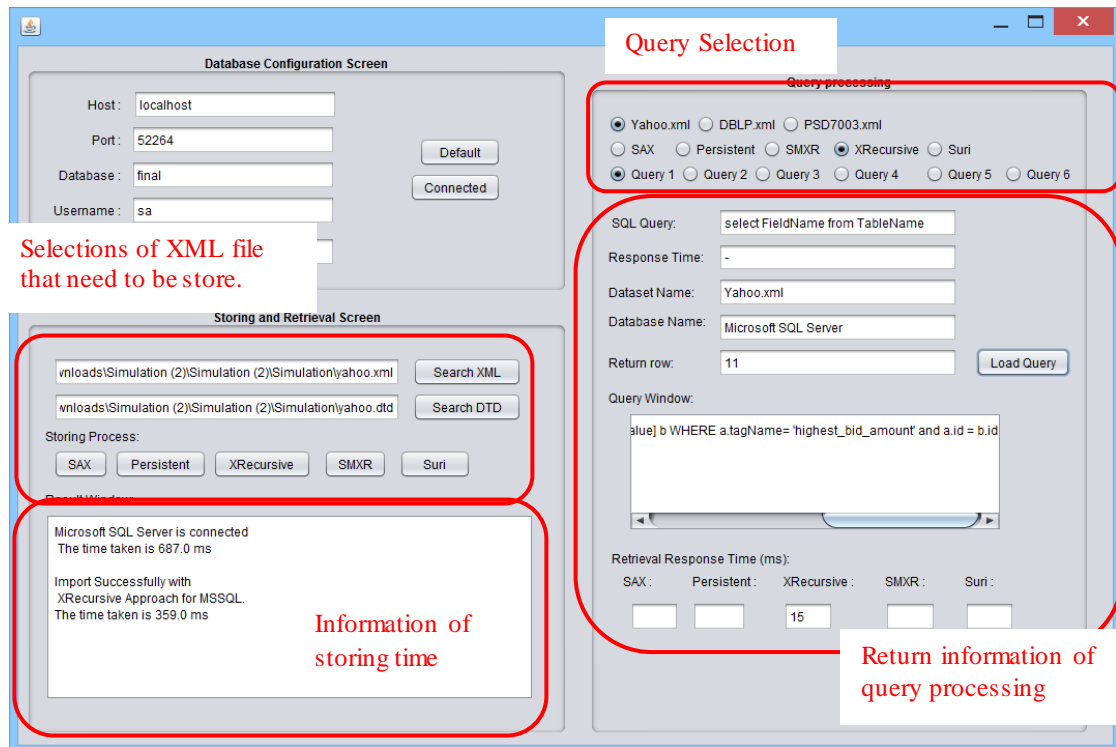 Query Selection
Database Configuration Screen
Host :
localhost
Port :
52264
Default
Database :
final
Connected
Username :
sa
Selections of XML file
that need to be store.
Storing and Retrieval Screen
wnloads\Simulation (2)\Simulation (2)\Simulation\yahoo.xml
Search XML
wnloads\Simulation (2)\Simulation (2)\Simulation\yahoo.dtd
Search DTD
Storing Process:
SAX
Persistent
XRecursive
SMXR
Suri
Result Window:
Microsoft SQL Server is connected
The time taken is 687.0 ms
Import Successfully with
XRecursive Approach for MSSQL.
The time taken is 359.0 ms
Information of
storing time
Query processing
Yahoo.xml DBLP.xml PSD7003.xml
SAX Persistent SMXR XRecursive Suri
Query 1 Query 2 Query 3 Query 4 Query 5 Query 6
SQL Query:
select FieldName from TableName
Response Time:
-
Dataset Name:
Yahoo.xml
Database Name:
Microsoft SQL Server
Return row:
11
Load Query
Query Window:
alue] b WHERE a.tagName= 'highest_bid_amount' and a.id = b.id
Retrieval Response Time (ms):
SAX : Persistent : XRecursive : SMXR : Suri :
15
Return information of
query processing